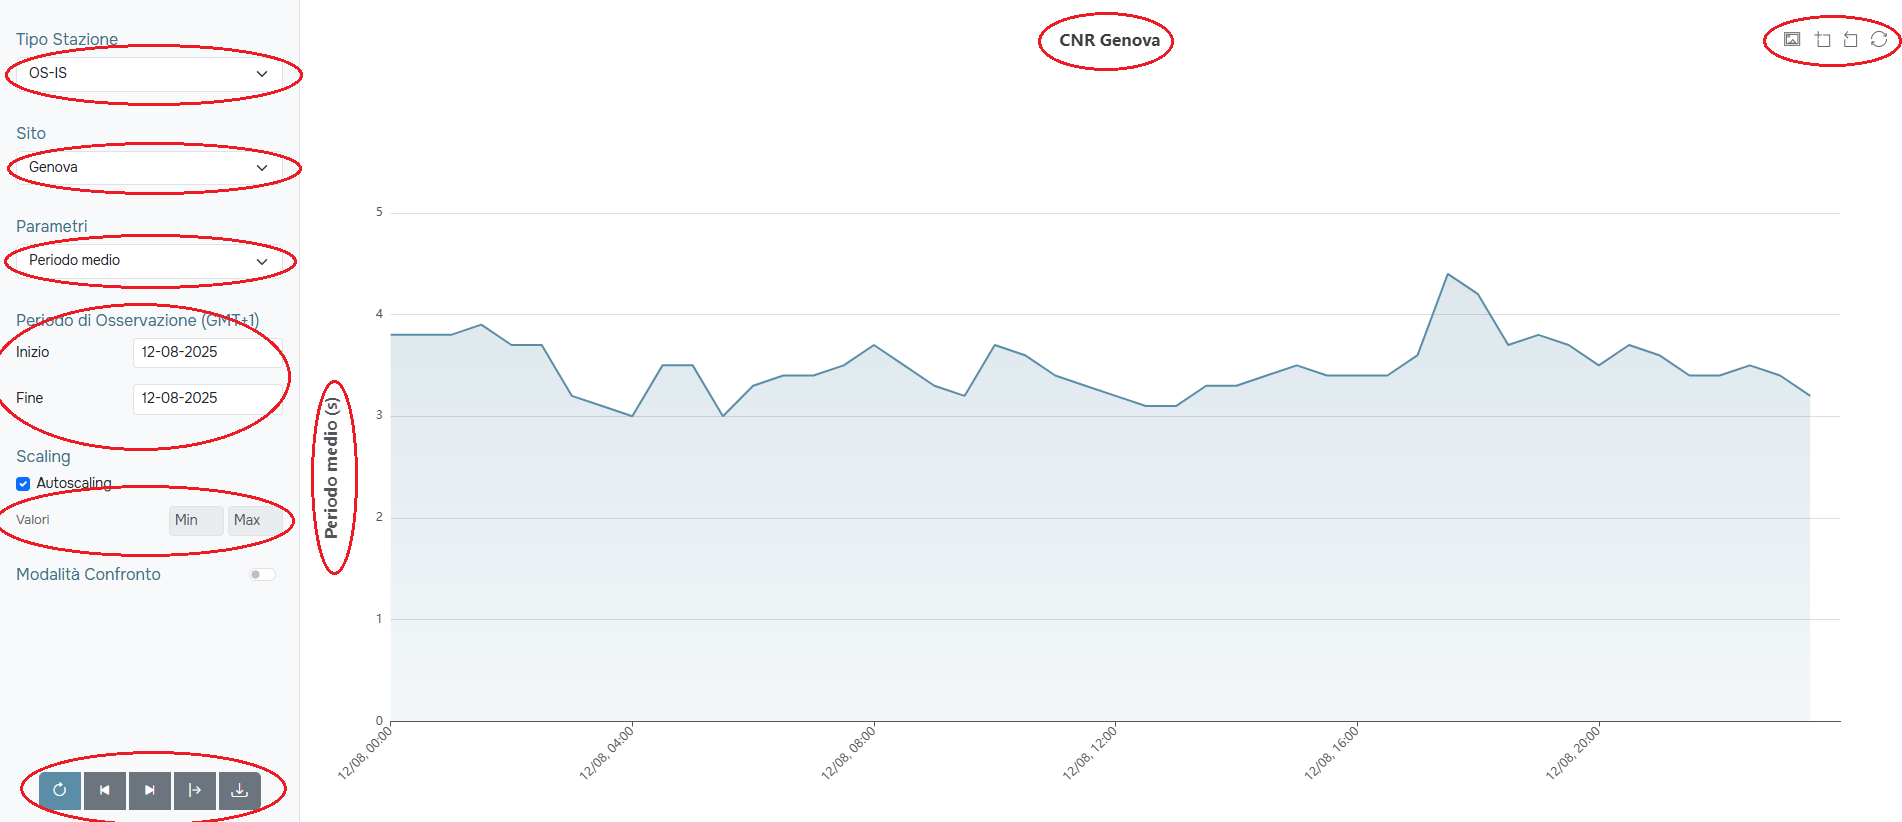 Tipo Stazione
OS-IS
Sito
Genova
Parametri
Periodo medio
Periodo di Osservazione (GMT+1)
Inizio 12-08-2025
Fine 12-08-2025
Scaling
Autoscaling
Valori Min Max
Modalità Confronto
CNR Genova
Periodo medio (s)
5
4
3
2
1
0
12/08, 00:00 12/08, 04:00 12/08, 08:00 12/08, 12:00 12/08, 16:00 12/08, 20:00